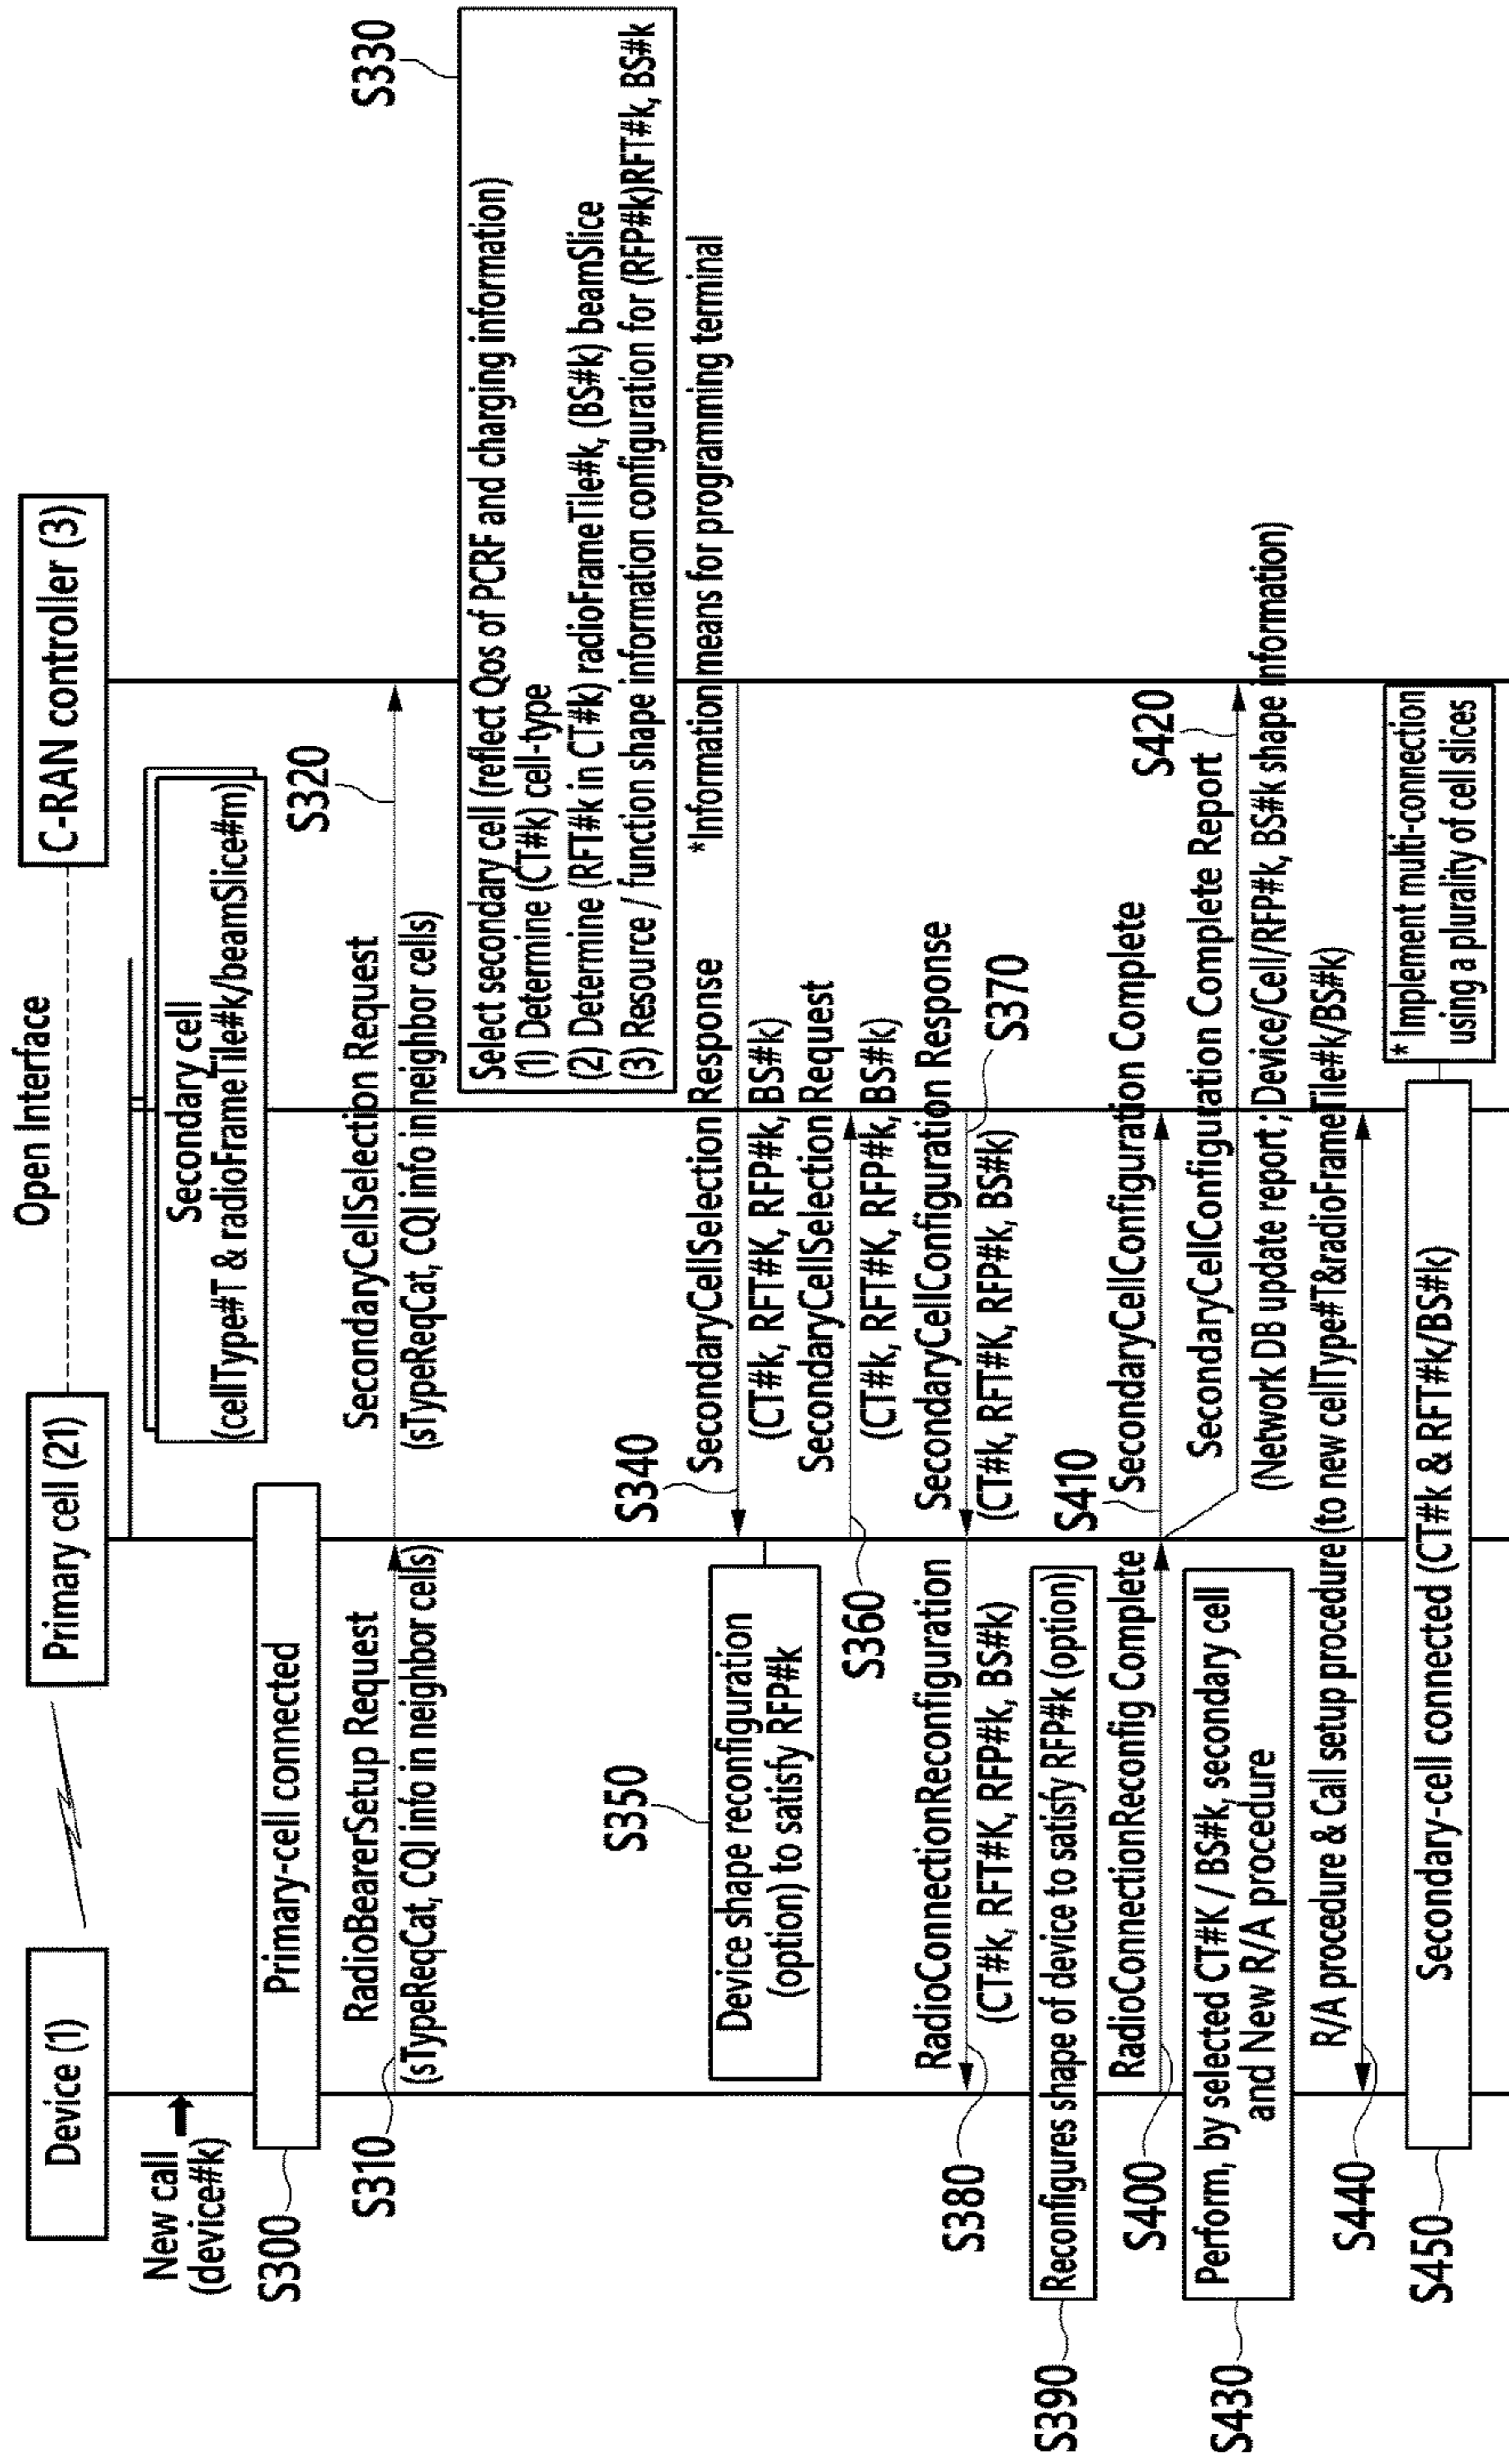 Device (1)
Primary cell (21)
Open Interface
C-RAN controller (3)
New call
(device#k)
Secondary cell
(cellType#T & radioFrameTile#k/beamSlice#m)
S300
Primary-cell connected
S310
RadioBearerSetup Request
(sTypeReqCat, CQI info in neighbor cells)
SecondaryCellSelection Request
(sTypeReqCat, CQI info in neighbor cells)
S320
S330
Select secondary cell (reflect Qos of PCRF and charging information)
(1) Determine (CT#k) cell-type
(2) Determine (RFT#k in CT#k) radioFrameTile#k, (BS#k) beamSlice
(3) Resource / function shape information configuration for (RFP#k)RFT#k, BS#k
*Information means for programming terminal
S340
SecondaryCellSelection Response
(CT#k, RFT#K, RFP#k, BS#k)
S350
Device shape reconfiguration
(option) to satisfy RFP#k
SecondaryCellSelection Request
(CT#k, RFT#K, RFP#k, BS#k)
S360
SecondaryCellConfiguration Response
(CT#k, RFT#K, RFP#k, BS#k)
S370
RadioConnectionReconfiguration
(CT#k, RFT#K, RFP#k, BS#k)
S380
S390
Reconfigures shape of device to satisfy RFP#k (option)
S400
RadioConnectionReconfig Complete
S410
SecondaryCellConfiguration Complete
S420
SecondaryCellConfiguration Complete Report
(Network DB update report ; Device/Cell/RFP#k, BS#k shape information)
S430
Perform, by selected CT#K / BS#k, secondary cell
and New R/A procedure
S440
R/A procedure & Call setup procedure (to new cellType#T&radioFrameTile#k/BS#k)
S450
Secondary-cell connected (CT#k & RFT#k/BS#k)
* Implement multi-connection
using a plurality of cell slices